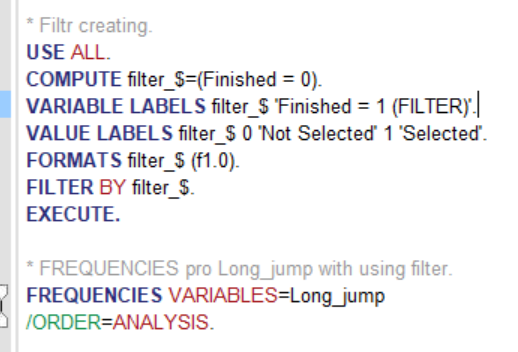 * Filtr creating.
USE ALL.
COMPUTE filter_$=(Finished = 0).
VARIABLE LABELS filter_$ 'Finished = 1 (FILTER)'.
VALUE LABELS filter_$ 0 'Not Selected' 1 'Selected'.
FORMATS filter_$ (f1.0).
FILTER BY filter_$.
EXECUTE.
* FREQUENCIES pro Long_jump with using filter.
FREQUENCIES VARIABLES=Long_jump
/ORDER=ANALYSIS.